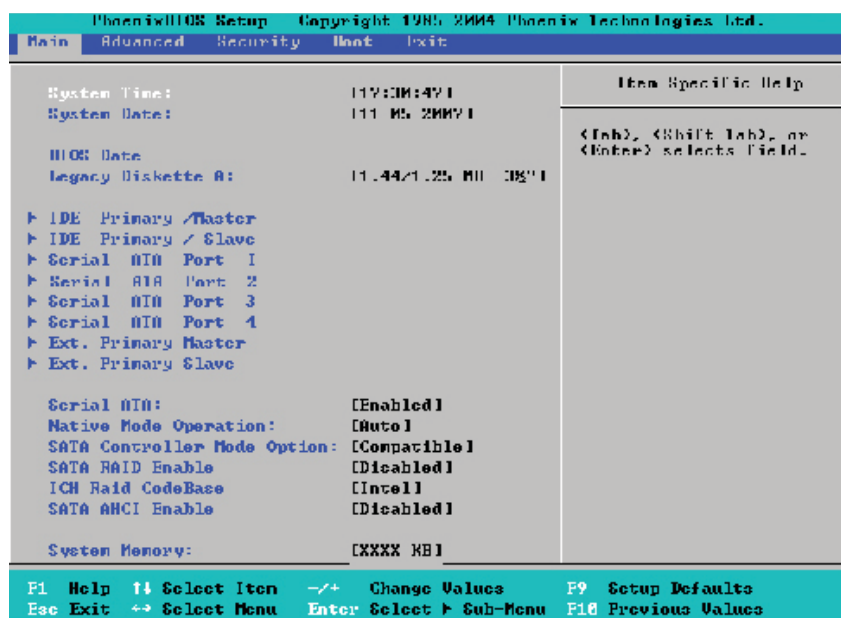 PhoenixBIOS Setup Copyright 1985-2004 Phoenix Technologies Ltd.
Main Advanced Security Boot Exit
Item Specific Help
System Time:
System Date:
<Tab>, <Shift-Tab>, or
<Enter> selects field.
BIOS Date
Legacy Diskette A: [1.44/1.25 MB 3½"]
▶ IDE Primary /Master
▶ IDE Primary / Slave
▶ Serial ATA Port 1
▶ Serial ATA Port 2
▶ Serial ATA Port 3
▶ Serial ATA Port 4
▶ Ext. Primary Master
▶ Ext. Primary Slave
Serial ATA: [Enabled]
Native Mode Operation: [Auto]
SATA Controller Mode Option: [Compatible]
SATA RAID Enable [Disabled]
ICH Raid CodeBase [Intel]
SATA AHCI Enable [Disabled]
System Memory: [XXXX KB]
F1 Help ↑↓ Select Item -/+ Change Values F9 Setup Defaults
Esc Exit ↔ Select Menu Enter Select ▶ Sub-Menu F10 Previous Values